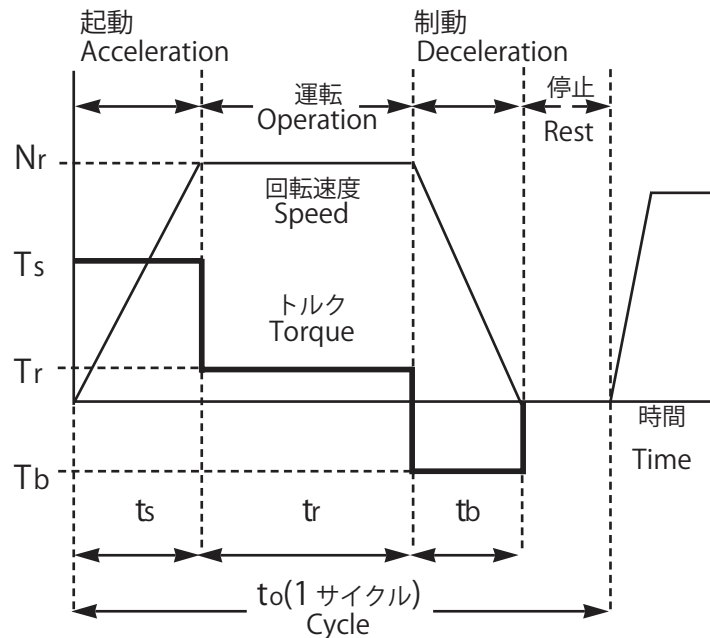 起動
Acceleration
制動
Deceleration
運転
Operation
停止
Rest
Nr
回転速度
Speed
Ts
トルク
Torque
Tr
時間
Time
Tb
ts
tr
tb
to(1 サイクル)
Cycle